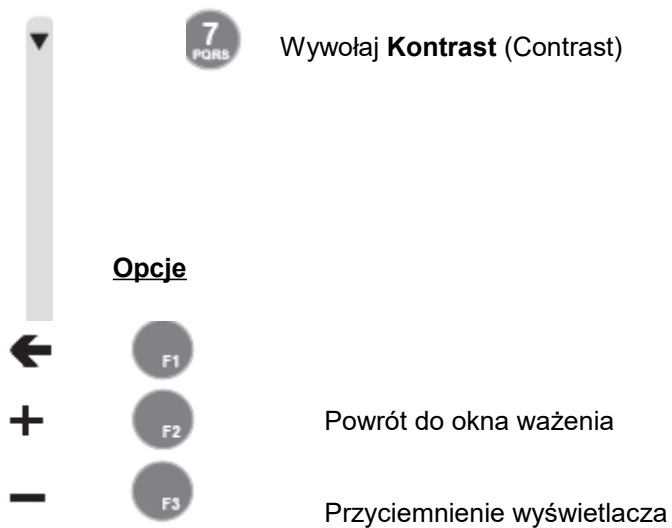 7
PQRS
Wywołaj Kontrast (Contrast)
Opcje
F1
F2
Powrót do okna ważenia
F3
Przyciemnienie wyświetlacza